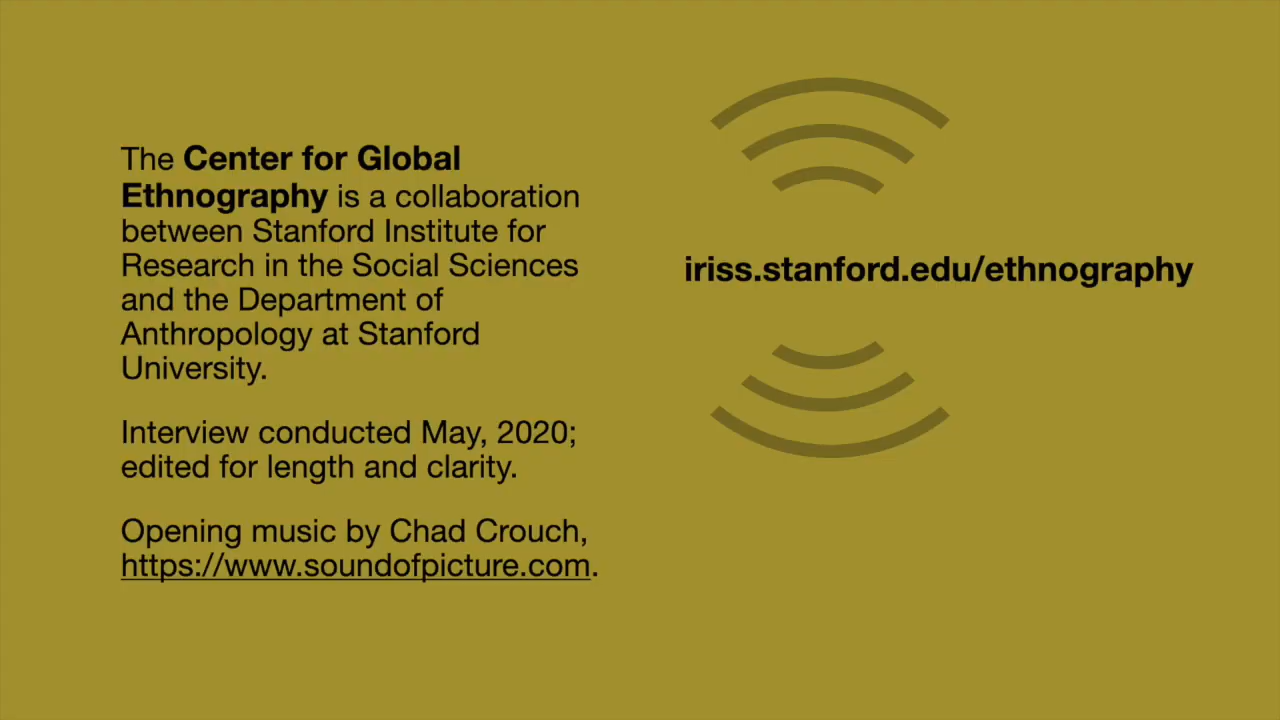 The Center for Global
Ethnography is a collaboration
between Stanford Institute for
Research in the Social Sciences
and the Department of
Anthropology at Stanford
University.
Interview conducted May, 2020;
edited for length and clarity.
Opening music by Chad Crouch,
https://www.soundofpicture.com.
iriss.stanford.edu/ethnography